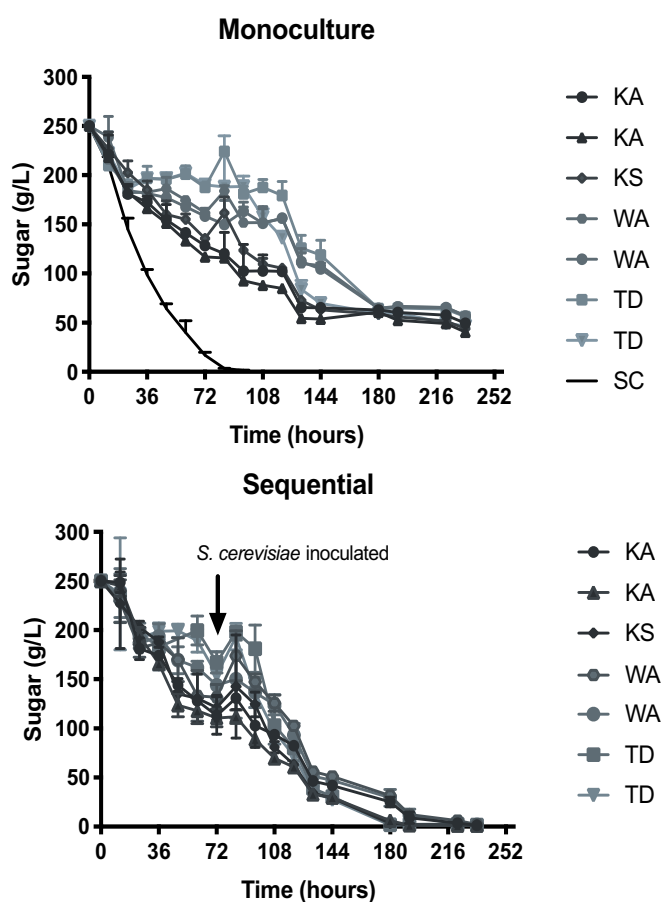 Monoculture
300
250
200
150
100
50
0
Sugar (g/L)
0 36 72 108 144 180 216 252
Time (hours)
KA
KA
KS
WA
WA
TD
TD
SC
Sequential
S. cerevisiae inoculated
300
250
200
150
100
50
0
Sugar (g/L)
0 36 72 108 144 180 216 252
Time (hours)
KA
KA
KS
WA
WA
TD
TD